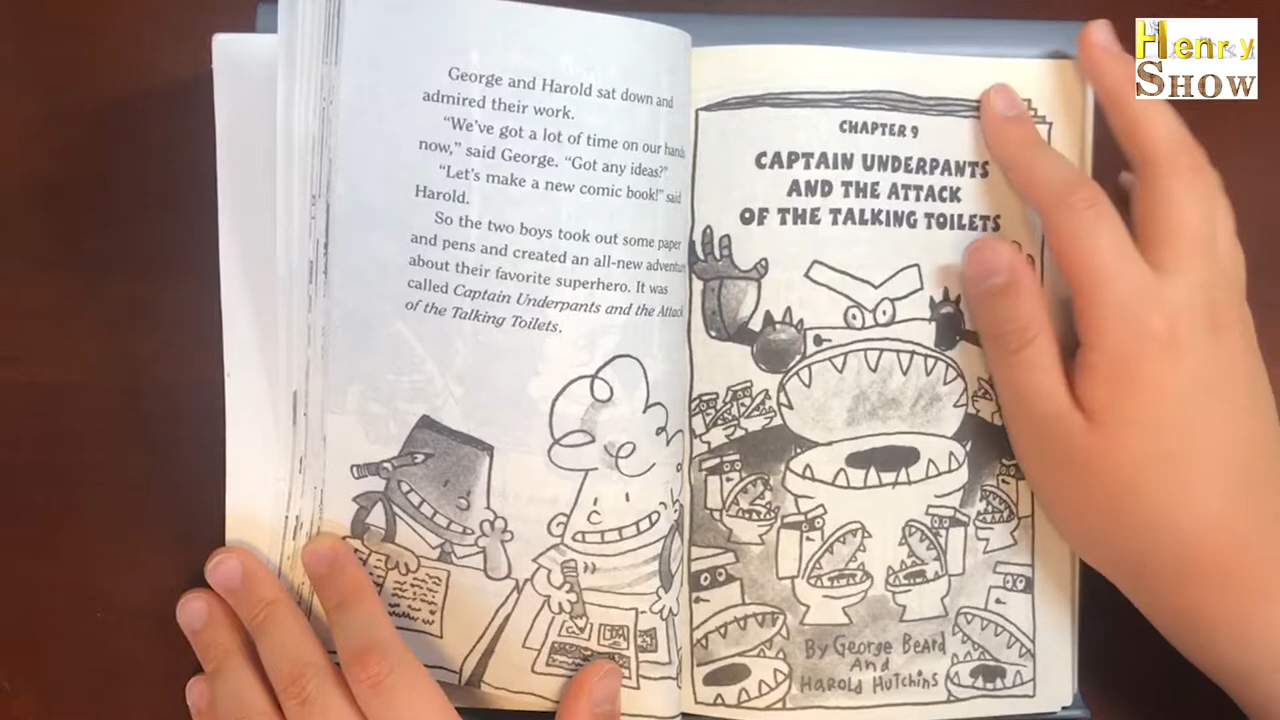 George and Harold sat down and
admired their work.
"We've got a lot of time on our hands
now," said George. "Got any ideas?"
"Let's make a new comic book!" said
Harold.
So the two boys took out some paper
and pens and created an all-new adventure
about their favorite superhero. It was
called Captain Underpants and the Attack
of the Talking Toilets.
CHAPTER 9
CAPTAIN UNDERPANTS
AND THE ATTACK
OF THE TALKING TOILETS
By George Beard
And
Harold Hutchins
Henry
SHOW